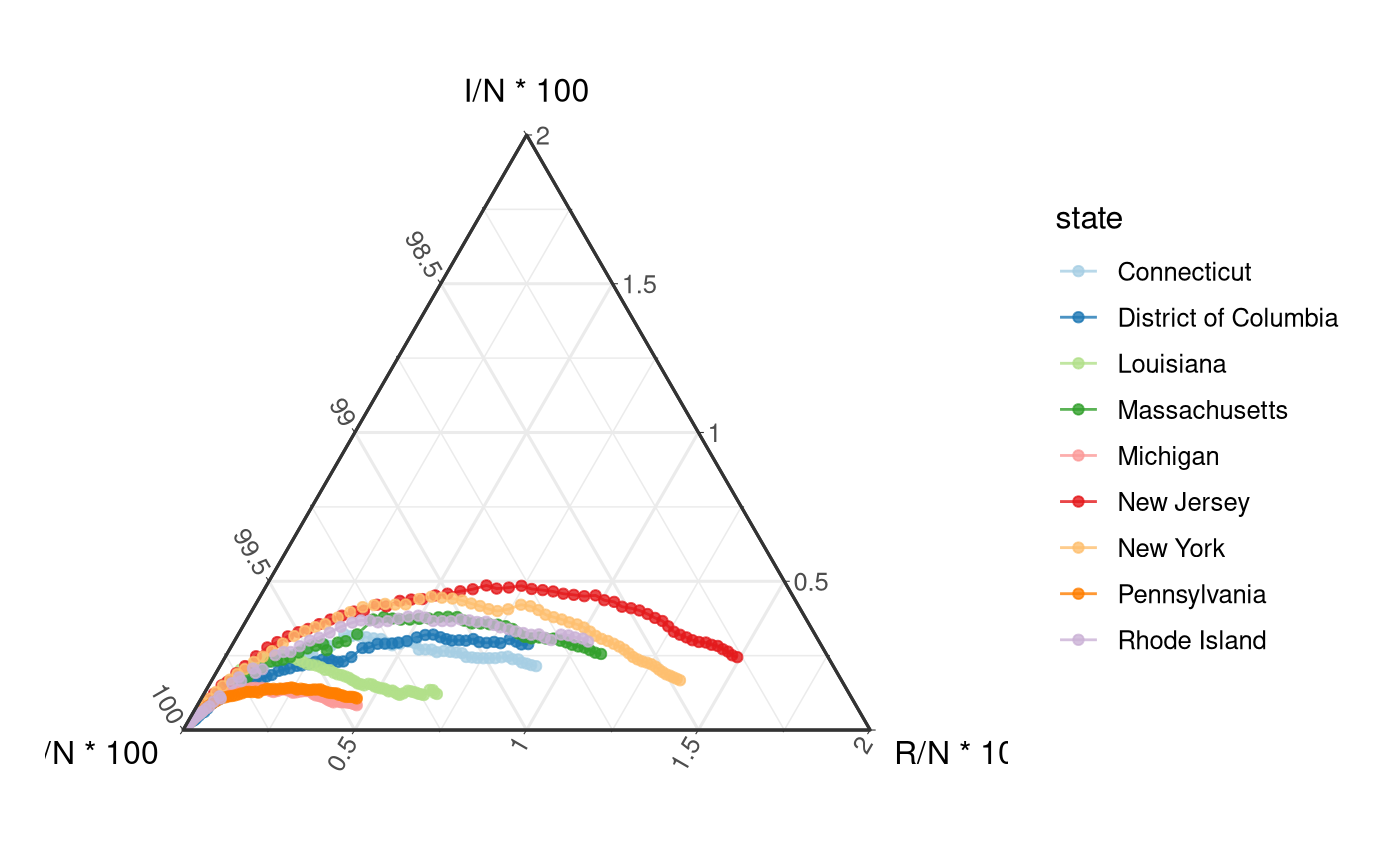 I/N * 100
2
98.5
1.5
99
1
99.5
0.5
100
/N * 100
0.5
1
1.5
2
R/N * 10
state
Connecticut
District of Columbia
Louisiana
Massachusetts
Michigan
New Jersey
New York
Pennsylvania
Rhode Island